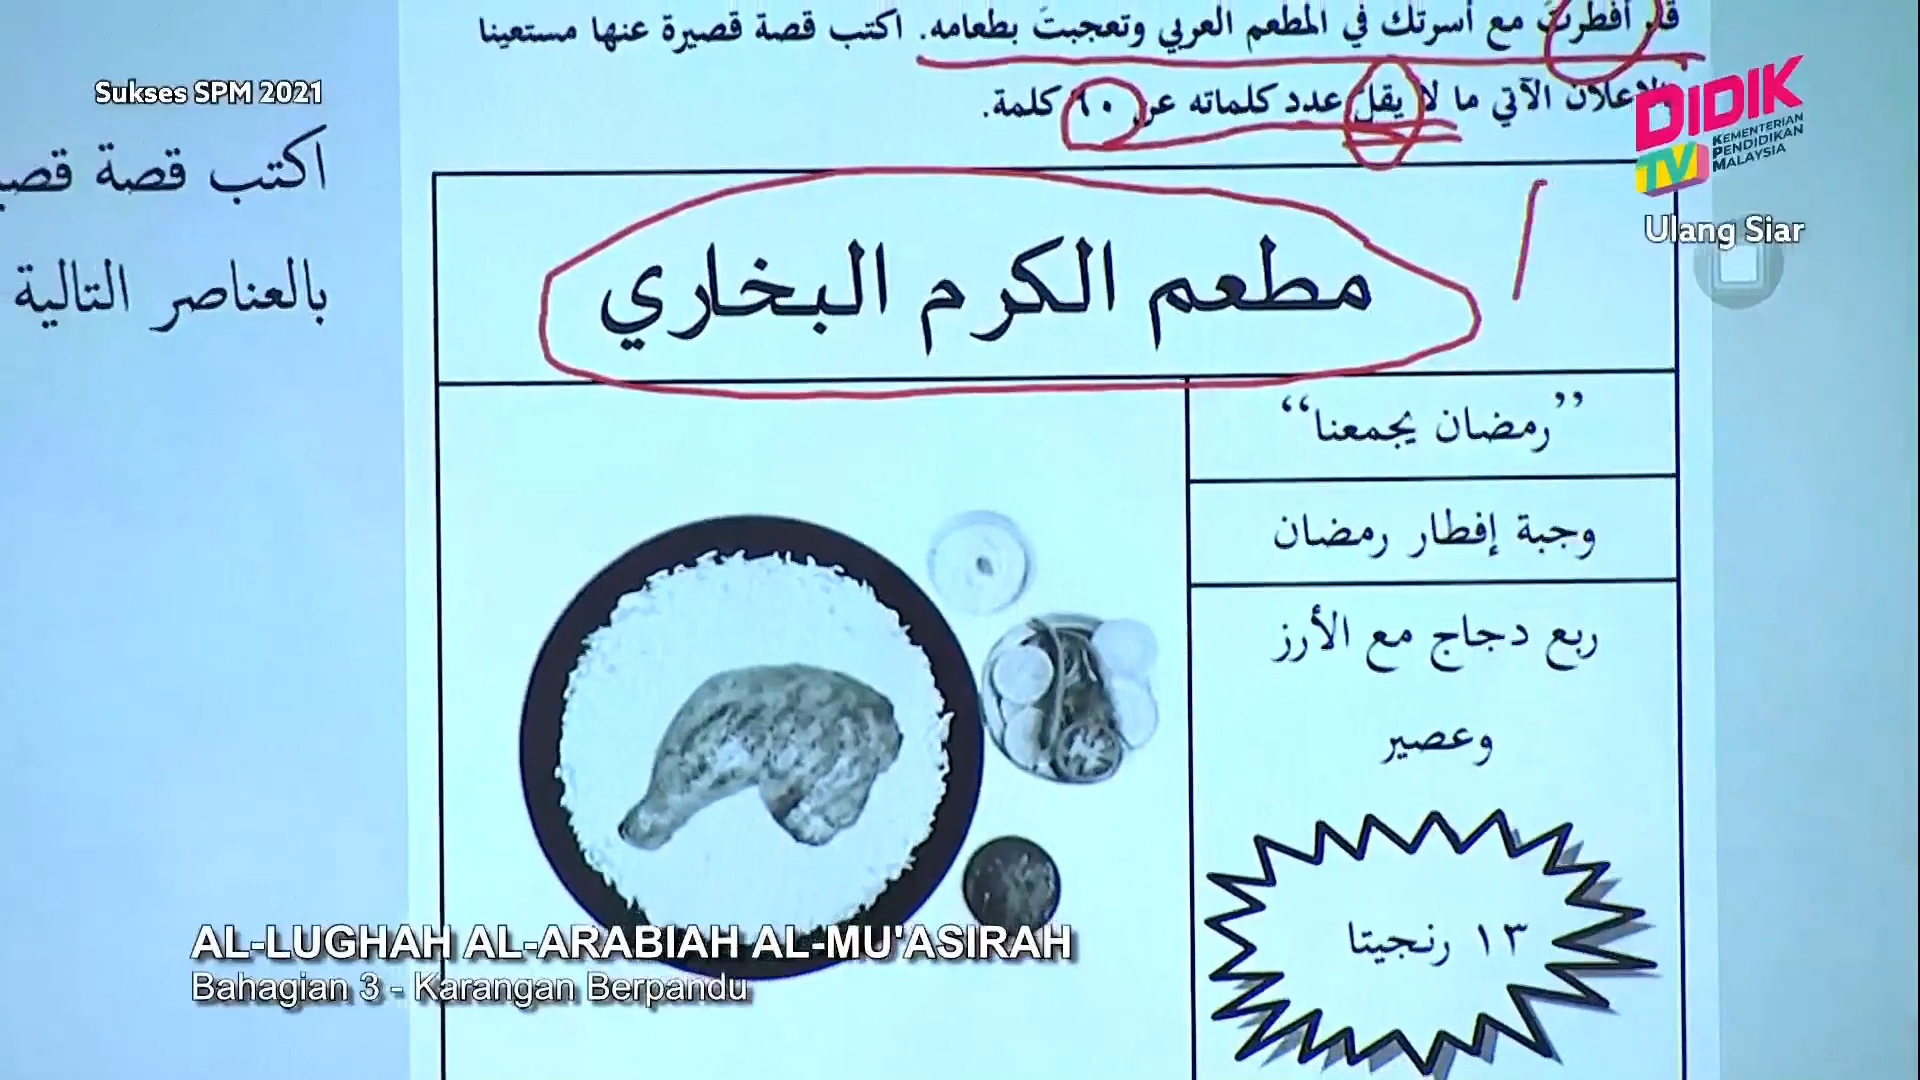 قد أفطرت مع أسرتك في المطعم العربي وتعجبت بطعامه. اكتب قصة قصيرة عنها مستعينا
بالإعلان الآتي ما لا يقل عدد كلماته عن ٦٠ كلمة.
Sukses SPM 2021
DIDIK
TV
KEMENTERIAN
PENDIDIKAN
MALAYSIA
Ulang Siar
اكتب قصة
بالعناصر التالية
مطعم الكرم البخاري
”رمضان يجمعنا“
وجبة إفطار رمضان
ربع دجاج مع الأرز
وعصير
١٣ رنجيتا
AL-LUGHAH AL-ARABIAH AL-MU'ASIRAH
Bahagian 3 - Karangan Berpandu